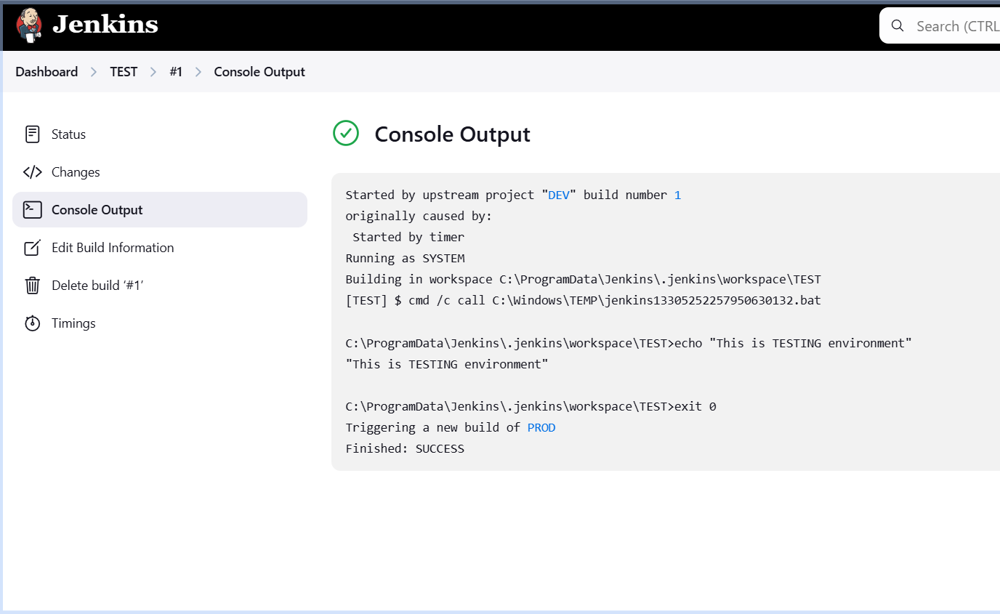 Jenkins
Search (CTRL
Dashboard > TEST > #1 > Console Output
Status
Changes
Console Output
Edit Build Information
Delete build ‘#1’
Timings
Console Output
Started by upstream project "DEV" build number 1
originally caused by:
 Started by timer
Running as SYSTEM
Building in workspace C:\ProgramData\Jenkins\.jenkins\workspace\TEST
[TEST] $ cmd /c call C:\Windows\TEMP\jenkins13305252257950630132.bat
C:\ProgramData\Jenkins\.jenkins\workspace\TEST>echo "This is TESTING environment"
"This is TESTING environment"
C:\ProgramData\Jenkins\.jenkins\workspace\TEST>exit 0
Triggering a new build of PROD
Finished: SUCCESS